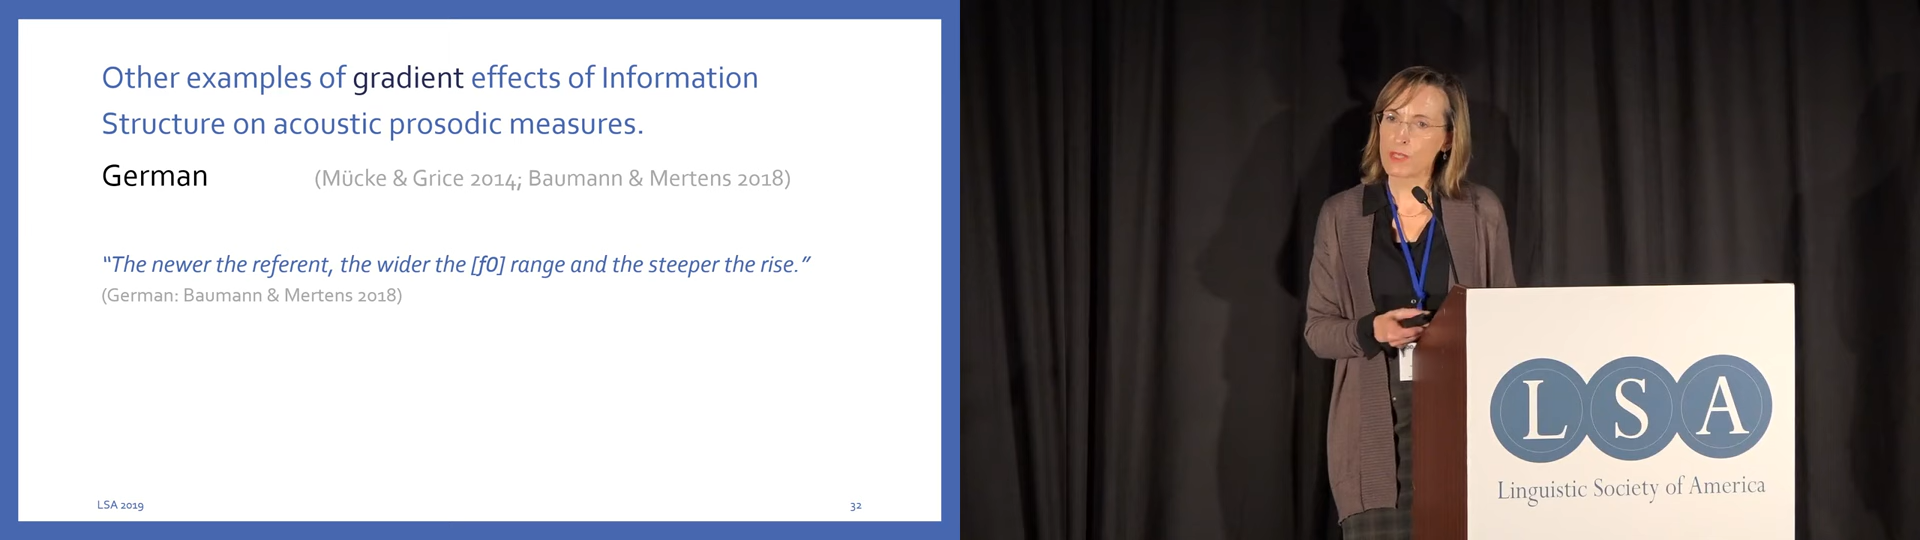 Other examples of gradient effects of Information
Structure on acoustic prosodic measures.
German (Mücke & Grice 2014; Baumann & Mertens 2018)
“The newer the referent, the wider the [f0] range and the steeper the rise.”
(German: Baumann & Mertens 2018)
LSA 2019 32
LSA
Linguistic Society of America